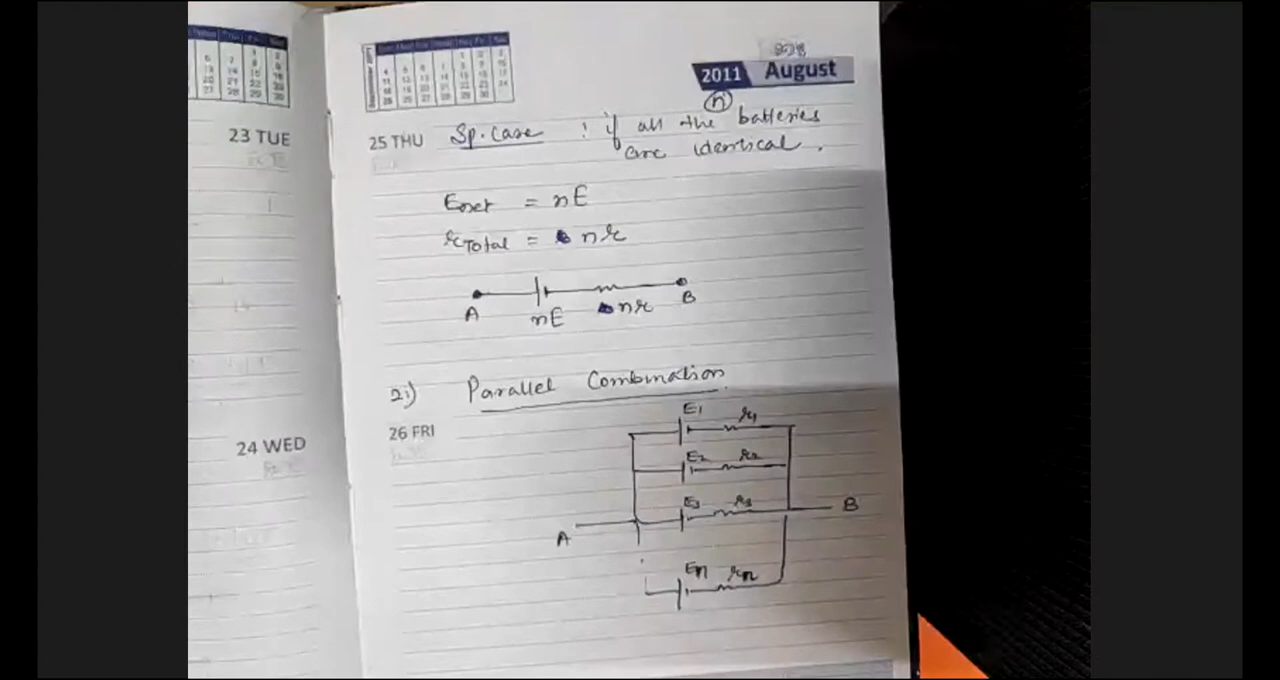 2011 August
23 TUE
24 WED
25 THU Sp. Case : if all the (n) batteries
are identical.
Enet = nE
rTotal = nr
A B
nE nr
2.) Parallel Combination
26 FRI
E1 r1
E2 r2
E3 r3
A B
En rn